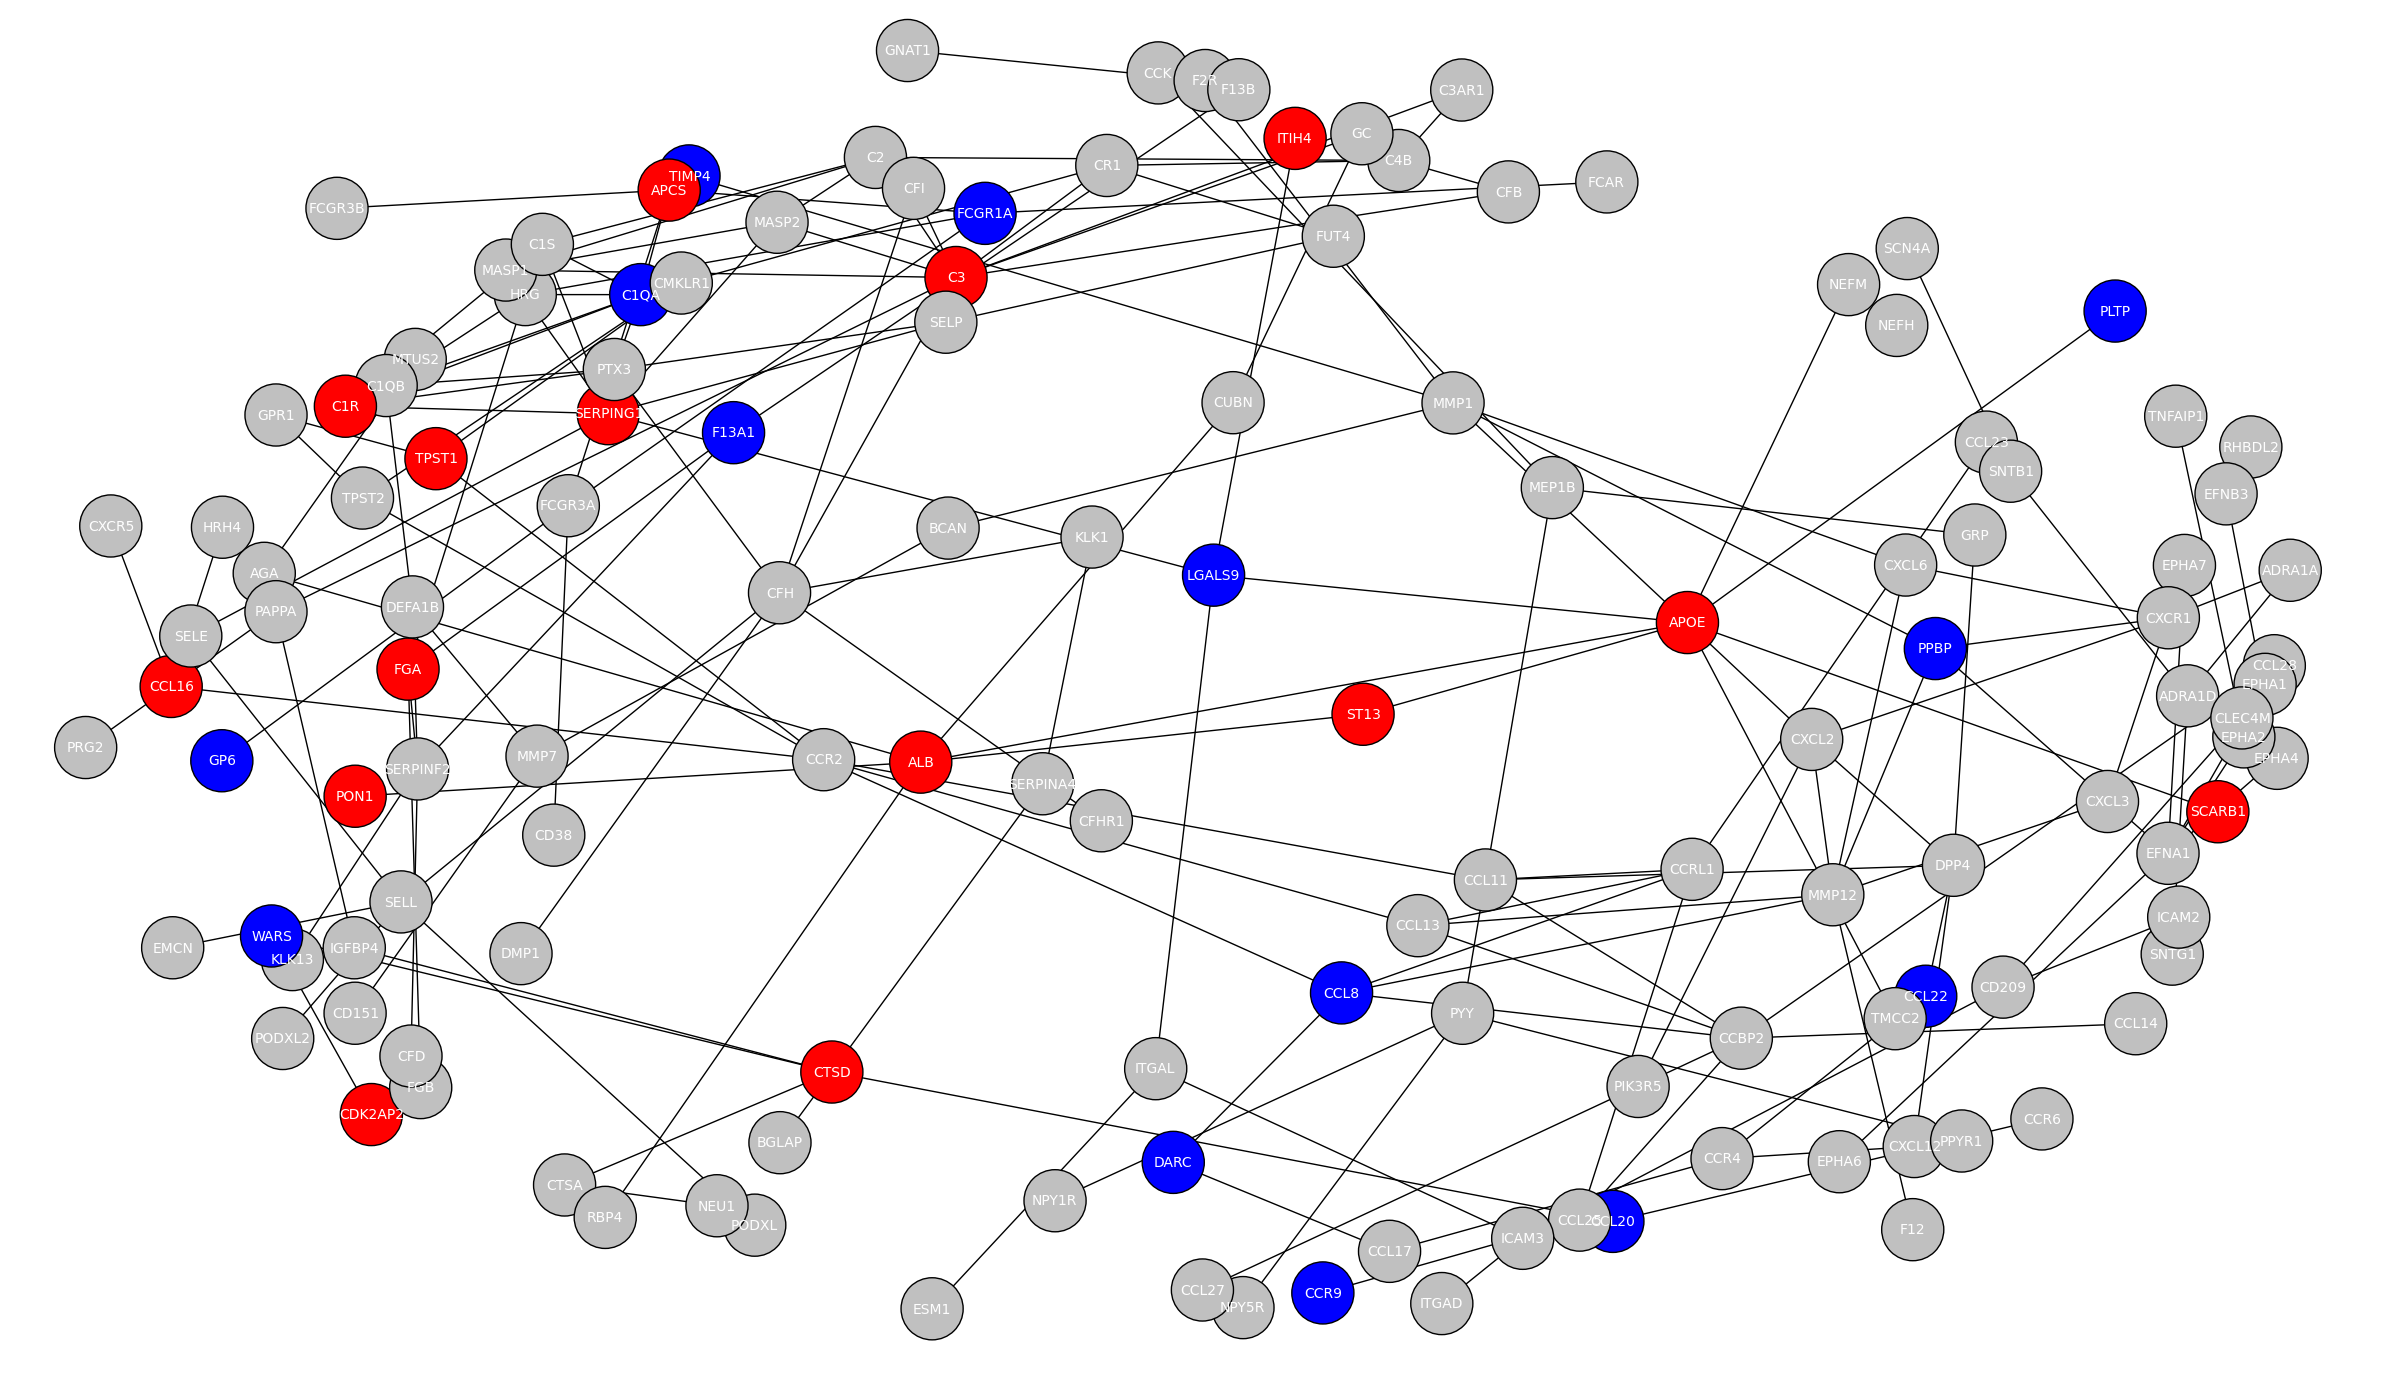 GNAT1
CCK
F2R
F13B
C3AR1
ITIH4
GC
C4B
C2
CR1
CFI
TIMP4
APCS
FCGR3B
FCGR1A
CFB
FCAR
MASP2
FUT4
C1S
MASP1
HRG
C1QA
CMKLR1
C3
SELP
SCN4A
NEFM
NEFH
PLTP
MTUS2
C1QB
C1R
GPR1
PTX3
SERPING1
F13A1
CUBN
MMP1
TNFAIP1
RHBDL2
CCL23
SNTB1
EFNB3
TPST1
TPST2
FCGR3A
BCAN
KLK1
MEP1B
GRP
CXCR5
HRH4
AGA
PAPPA
SELE
DEFA1B
CFH
LGALS9
CXCL6
EPHA7
ADRA1A
CXCR1
APOE
PPBP
CCL16
FGA
CCL28
EPHA1
ADRA1D
CLEC4M
EPHA2
EPHA4
PRG2
GP6
SERPINF2
MMP7
CCR2
ALB
ST13
CXCL2
PON1
SERPINA4
CFHR1
CD38
CXCL3
SCARB1
EFNA1
CCL11
CCRL1
DPP4
MMP12
SELL
CCL13
ICAM2
SNTG1
EMCN
WARS
KLK13
IGFBP4
DMP1
CD151
PODXL2
CCL8
PYY
CCL22
TMCC2
CD209
CCL14
CCBP2
CFD
FGB
CDK2AP2
CTSD
ITGAL
PIK3R5
BGLAP
DARC
CCR4
EPHA6
CXCL12
PPYR1
CCR6
CTSA
RBP4
NEU1
PODXL
NPY1R
CCL25
CCL20
F12
ICAM3
CCL17
CCL27
NPY5R
CCR9
ITGAD
ESM1